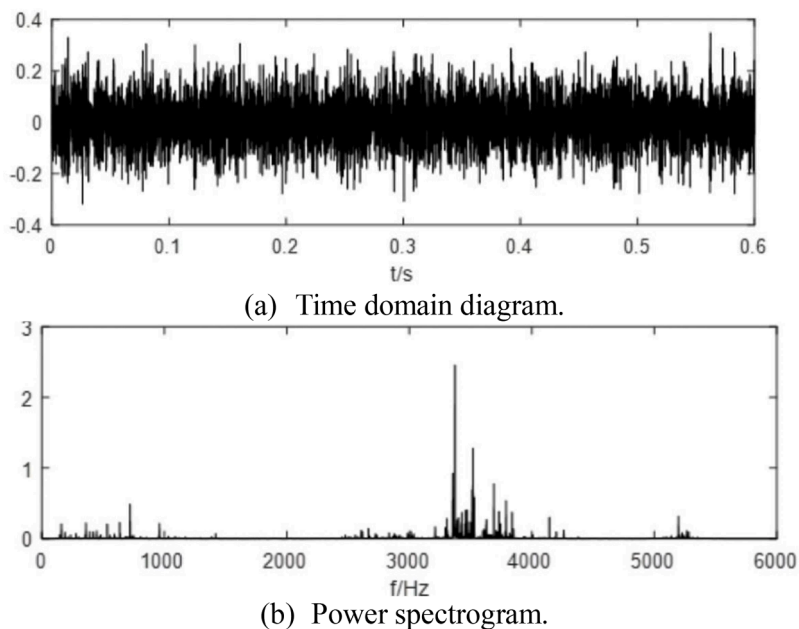 0.4
0.2
0
-0.2
-0.4
0 0.1 0.2 0.3 0.4 0.5 0.6
t/s
(a) Time domain diagram.
3
2
1
0
0 1000 2000 3000 4000 5000 6000
f/Hz
(b) Power spectrogram.